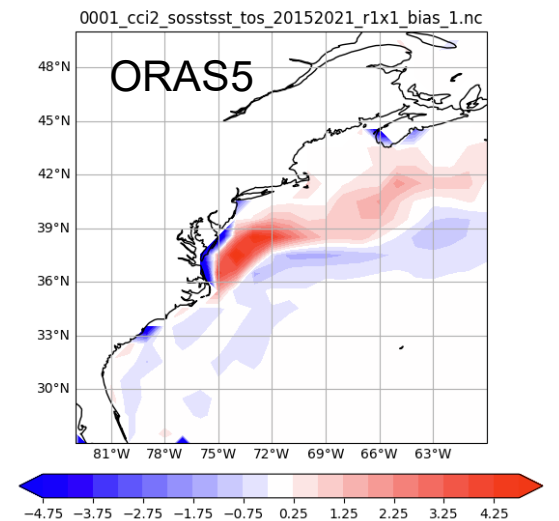 0001_cci2_sosstsst_tos_20152021_r1x1_bias_1.nc
ORAS5
48°N
45°N
42°N
39°N
36°N
33°N
30°N
81°W 78°W 75°W 72°W 69°W 66°W 63°W
−4.75 −3.75 −2.75 −1.75 −0.75 0.25 1.25 2.25 3.25 4.25